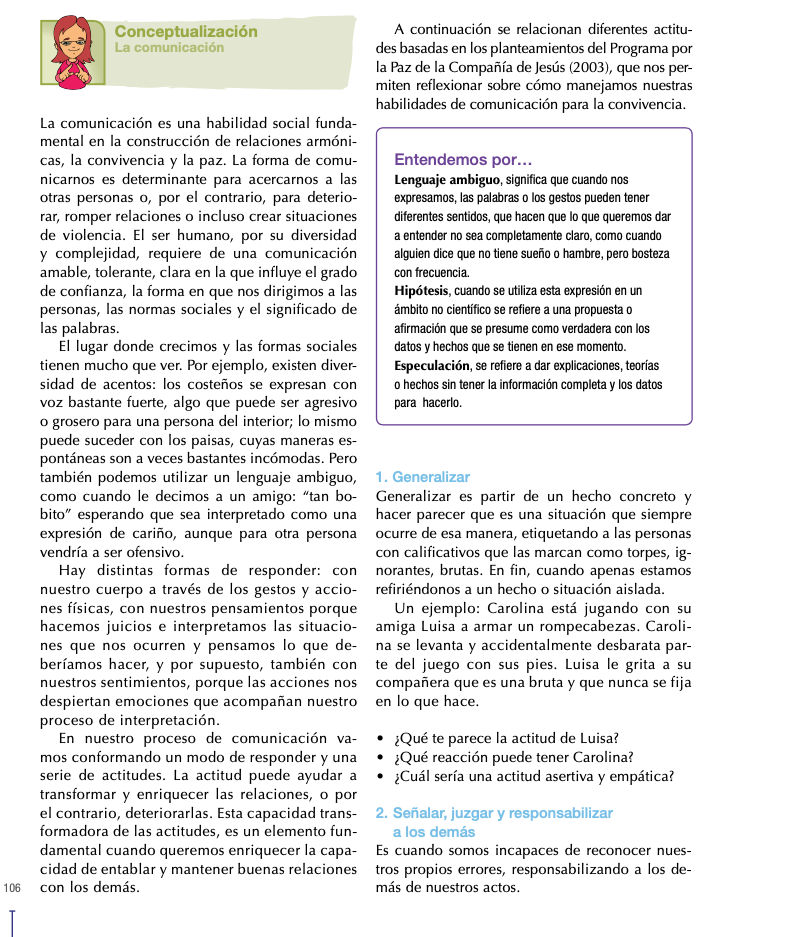 Conceptualización
La comunicación
La comunicación es una habilidad social funda-
mental en la construcción de relaciones armóni-
cas, la convivencia y la paz. La forma de comu-
nicarnos es determinante para acercarnos a las
otras personas o, por el contrario, para deterio-
rar, romper relaciones o incluso crear situaciones
de violencia. El ser humano, por su diversidad
y complejidad, requiere de una comunicación
amable, tolerante, clara en la que influye el grado
de confianza, la forma en que nos dirigimos a las
personas, las normas sociales y el significado de
las palabras.
El lugar donde crecimos y las formas sociales
tienen mucho que ver. Por ejemplo, existen diver-
sidad de acentos: los costeños se expresan con
voz bastante fuerte, algo que puede ser agresivo
o grosero para una persona del interior; lo mismo
puede suceder con los paisas, cuyas maneras es-
pontáneas son a veces bastantes incómodas. Pero
también podemos utilizar un lenguaje ambiguo,
como cuando le decimos a un amigo: “tan bo-
bito” esperando que sea interpretado como una
expresión de cariño, aunque para otra persona
vendría a ser ofensivo.
Hay distintas formas de responder: con
nuestro cuerpo a través de los gestos y accio-
nes físicas, con nuestros pensamientos porque
hacemos juicios e interpretamos las situacio-
nes que nos ocurren y pensamos lo que de-
beríamos hacer, y por supuesto, también con
nuestros sentimientos, porque las acciones nos
despiertan emociones que acompañan nuestro
proceso de interpretación.
En nuestro proceso de comunicación va-
mos conformando un modo de responder y una
serie de actitudes. La actitud puede ayudar a
transformar y enriquecer las relaciones, o por
el contrario, deteriorarlas. Esta capacidad trans-
formadora de las actitudes, es un elemento fun-
damental cuando queremos enriquecer la capa-
cidad de entablar y mantener buenas relaciones
con los demás.
106
A continuación se relacionan diferentes actitu-
des basadas en los planteamientos del Programa por
la Paz de la Compañía de Jesús (2003), que nos per-
miten reflexionar sobre cómo manejamos nuestras
habilidades de comunicación para la convivencia.
Entendemos por…
Lenguaje ambiguo, significa que cuando nos
expresamos, las palabras o los gestos pueden tener
diferentes sentidos, que hacen que lo que queremos dar
a entender no sea completamente claro, como cuando
alguien dice que no tiene sueño o hambre, pero bosteza
con frecuencia.
Hipótesis, cuando se utiliza esta expresión en un
ámbito no científico se refiere a una propuesta o
afirmación que se presume como verdadera con los
datos y hechos que se tienen en ese momento.
Especulación, se refiere a dar explicaciones, teorías
o hechos sin tener la información completa y los datos
para hacerlo.
1. Generalizar
Generalizar es partir de un hecho concreto y
hacer parecer que es una situación que siempre
ocurre de esa manera, etiquetando a las personas
con calificativos que las marcan como torpes, ig-
norantes, brutas. En fin, cuando apenas estamos
refiriéndonos a un hecho o situación aislada.
Un ejemplo: Carolina está jugando con su
amiga Luisa a armar un rompecabezas. Caroli-
na se levanta y accidentalmente desbarata par-
te del juego con sus pies. Luisa le grita a su
compañera que es una bruta y que nunca se fija
en lo que hace.
• ¿Qué te parece la actitud de Luisa?
• ¿Qué reacción puede tener Carolina?
• ¿Cuál sería una actitud asertiva y empática?
2. Señalar, juzgar y responsabilizar
a los demás
Es cuando somos incapaces de reconocer nues-
tros propios errores, responsabilizando a los de-
más de nuestros actos.